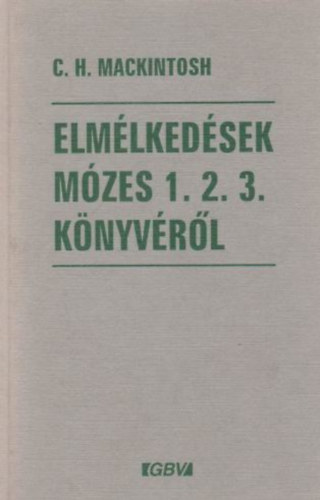 C. H. MACKINTOSH
ELMÉLKEDÉSEK
MÓZES 1. 2. 3.
KÖNYVÉRŐL
GBV